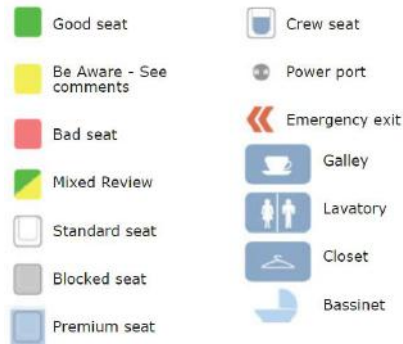 Good seat
Be Aware - See
comments
Bad seat
Mixed Review
Standard seat
Blocked seat
Premium seat
Crew seat
Power port
Emergency exit
Galley
Lavatory
Closet
Bassinet